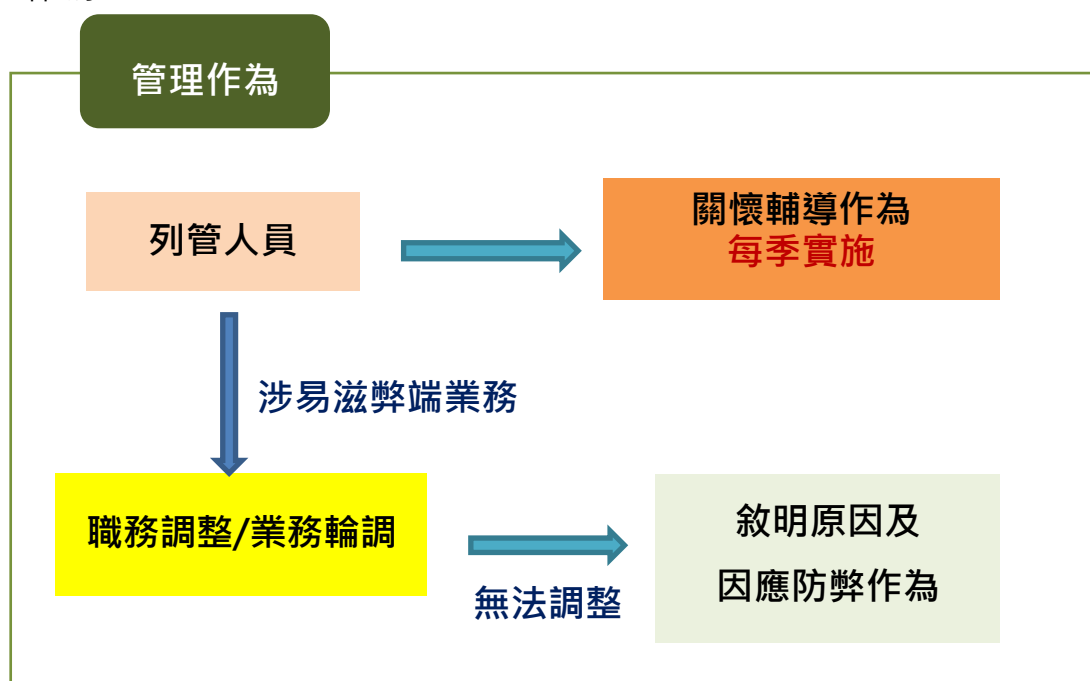 管理作為
列管人員
關懷輔導作為
每季實施
涉易滋弊端業務
職務調整/業務輪調
無法調整
敘明原因及
因應防弊作為